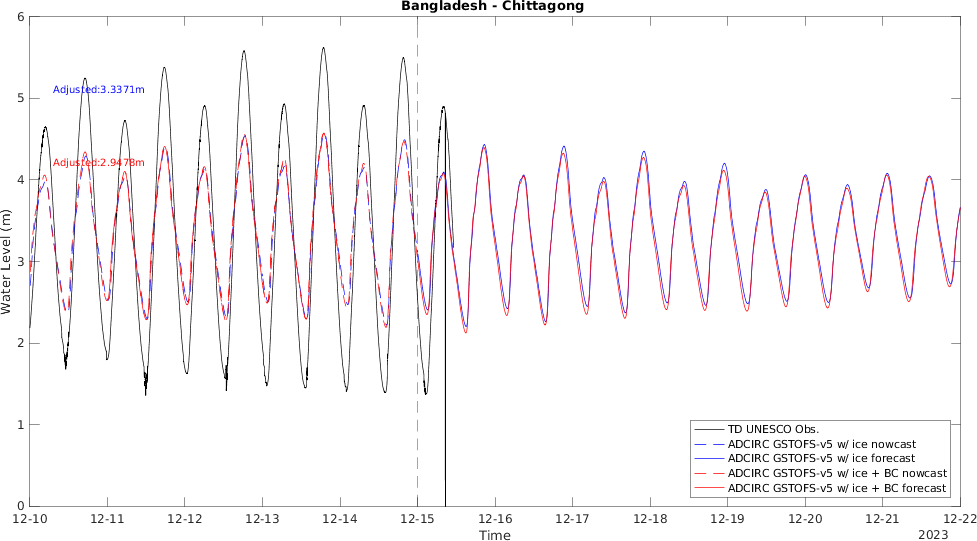 Bangladesh - Chittagong
6
5
4
3
2
1
0
Water Level (m)
Adjusted:3.3371m
Adjusted:2.9478m
TD UNESCO Obs.
ADCIRC GSTOFS-v5 w/ ice nowcast
ADCIRC GSTOFS-v5 w/ ice forecast
ADCIRC GSTOFS-v5 w/ ice + BC nowcast
ADCIRC GSTOFS-v5 w/ ice + BC forecast
12-10 12-11 12-12 12-13 12-14 12-15 12-16 12-17 12-18 12-19 12-20 12-21 12-22
Time
2023